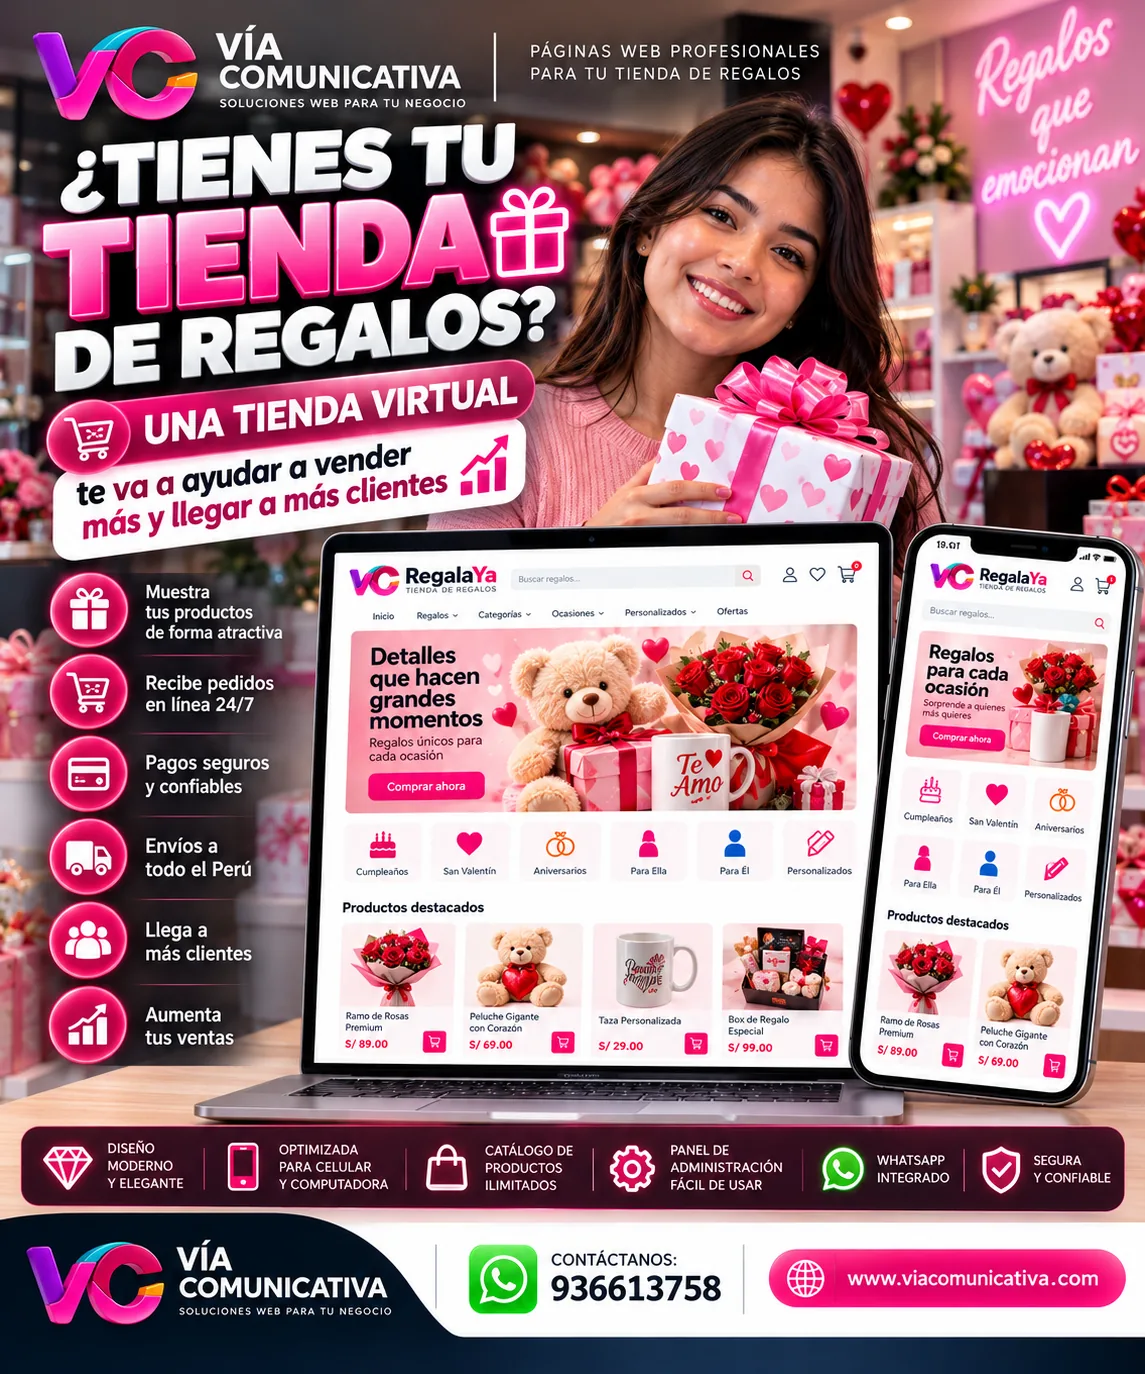 VC
VÍA
COMUNICATIVA
SOLUCIONES WEB PARA TU NEGOCIO
PÁGINAS WEB PROFESIONALES
PARA TU TIENDA DE REGALOS
Regalos
que
emocionan
¿TIENES TU
TIENDA
DE REGALOS?
UNA TIENDA VIRTUAL
te va a ayudar a vender
más y llegar a más clientes
Muestra
tus productos
de forma atractiva
Recibe pedidos
en línea 24/7
Pagos seguros
y confiables
Envíos a
todo el Perú
Llega a
más clientes
Aumenta
tus ventas
VC RegalaYa
TIENDA DE REGALOS
Buscar regalos...
0
Inicio Regalos Categorías Ocasiones Personalizados Ofertas
Detalles
que hacen
grandes
momentos
Regalos únicos para
cada ocasión
Comprar ahora
Te
Amo
Cumpleaños San Valentín Aniversarios Para Ella Para Él Personalizados
Productos destacados
Ramo de Rosas
Premium
S/ 89.00
Peluche Gigante
con Corazón
S/ 69.00
Taza Personalizada
S/ 29.00
Box de Regalo
Especial
S/ 99.00
VC RegalaYa
TIENDA DE REGALOS
1
Buscar regalos...
Regalos
para cada
ocasión
Sorprende a quienes
más quieres
Comprar ahora
Cumpleaños San Valentín Aniversarios
Para Ella Para Él Personalizados
Productos destacados
Ramo de Rosas
Premium
S/ 89.00
Peluche Gigante
con Corazón
S/ 69.00
DISEÑO
MODERNO
Y ELEGANTE
OPTIMIZADA
PARA CELULAR
Y COMPUTADORA
CATÁLOGO DE
PRODUCTOS
ILIMITADOS
PANEL DE
ADMINISTRACIÓN
FÁCIL DE USAR
WHATSAPP
INTEGRADO
SEGURA
Y CONFIABLE
VC
VÍA
COMUNICATIVA
SOLUCIONES WEB PARA TU NEGOCIO
CONTÁCTANOS:
936613758
www.viacomunicativa.com